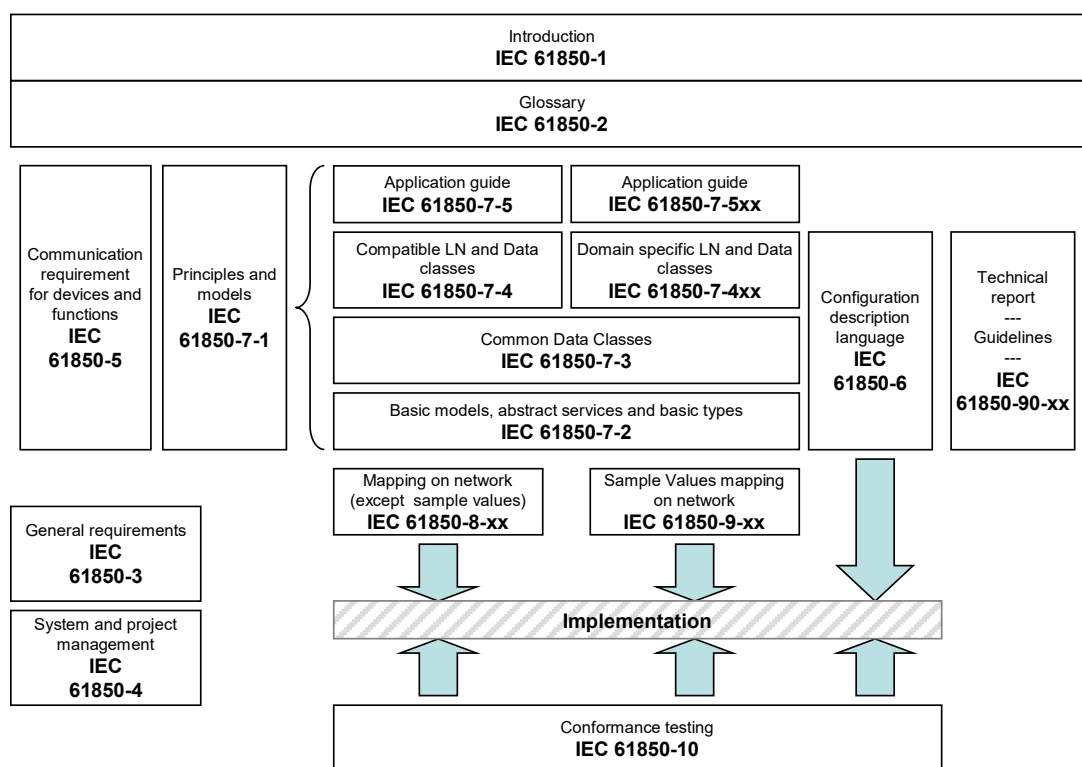 Introduction
IEC 61850-1
Glossary
IEC 61850-2
Communication
requirement
for devices and
functions
IEC
61850-5
Principles and
models
IEC
61850-7-1
Application guide
IEC 61850-7-5
Application guide
IEC 61850-7-5xx
Compatible LN and Data
classes
IEC 61850-7-4
Domain specific LN and Data
classes
IEC 61850-7-4xx
Common Data Classes
IEC 61850-7-3
Basic models, abstract services and basic types
IEC 61850-7-2
Configuration
description
language
IEC
61850-6
Technical
report
---
Guidelines
---
IEC
61850-90-xx
Mapping on network
(except sample values)
IEC 61850-8-xx
Sample Values mapping
on network
IEC 61850-9-xx
General requirements
IEC
61850-3
System and project
management
IEC
61850-4
Implementation
Conformance testing
IEC 61850-10